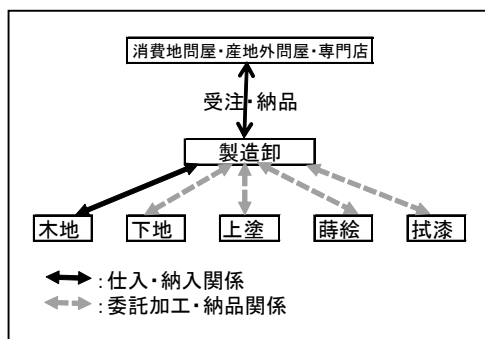 消費地問屋・産地外問屋・専門店
受注・納品
製造卸
木地 下地 上塗 蒔絵 拭漆
:仕入・納入関係
:委託加工・納品関係